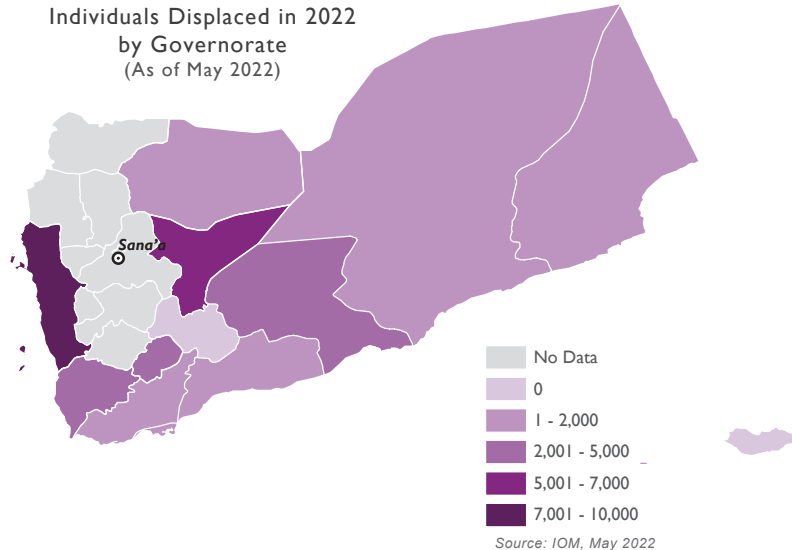 Individuals Displaced in 2022
by Governorate
(As of May 2022)
Sana'a
No Data
0
1 - 2,000
2,001 - 5,000
5,001 - 7,000
7,001 - 10,000
Source: IOM, May 2022